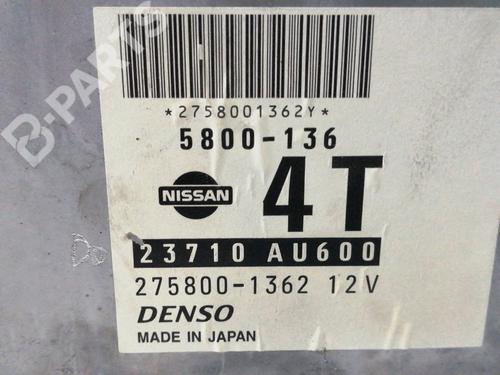 B-PARTS
*2758001362Y*
5800-136
NISSAN 4T
23710 AU600
275800-1362 12V
DENSO
MADE IN JAPAN